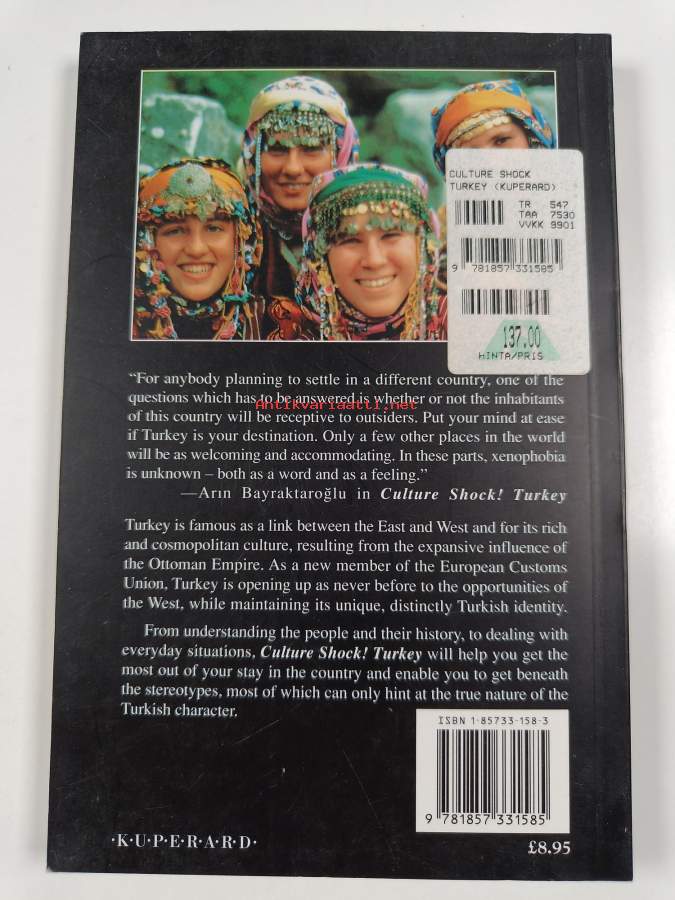 CULTURE SHOCK
TURKEY (KUPERARD)
TR 547
TAA 7530
VVKK 9901
9 781857 331585
137.00
HINTA/PRIS
“For anybody planning to settle in a different country, one of the
questions which has to be answered is whether or not the inhabitants
Antikvariaatti.net
of this country will be receptive to outsiders. Put your mind at ease
if Turkey is your destination. Only a few other places in the world
will be as welcoming and accommodating. In these parts, xenophobia
is unknown – both as a word and as a feeling.”
—Arın Bayraktaroğlu in Culture Shock! Turkey
Turkey is famous as a link between the East and West and for its rich
and cosmopolitan culture, resulting from the expansive influence of
the Ottoman Empire. As a new member of the European Customs
Union, Turkey is opening up as never before to the opportunities of
the West, while maintaining its unique, distinctly Turkish identity.
From understanding the people and their history, to dealing with
everyday situations, Culture Shock! Turkey will help you get the
most out of your stay in the country and enable you to get beneath
the stereotypes, most of which can only hint at the true nature of the
Turkish character.
ISBN 1-85733-158-3
9 781857 331585
·K·U·P·E·R·A·R·D·
£8.95